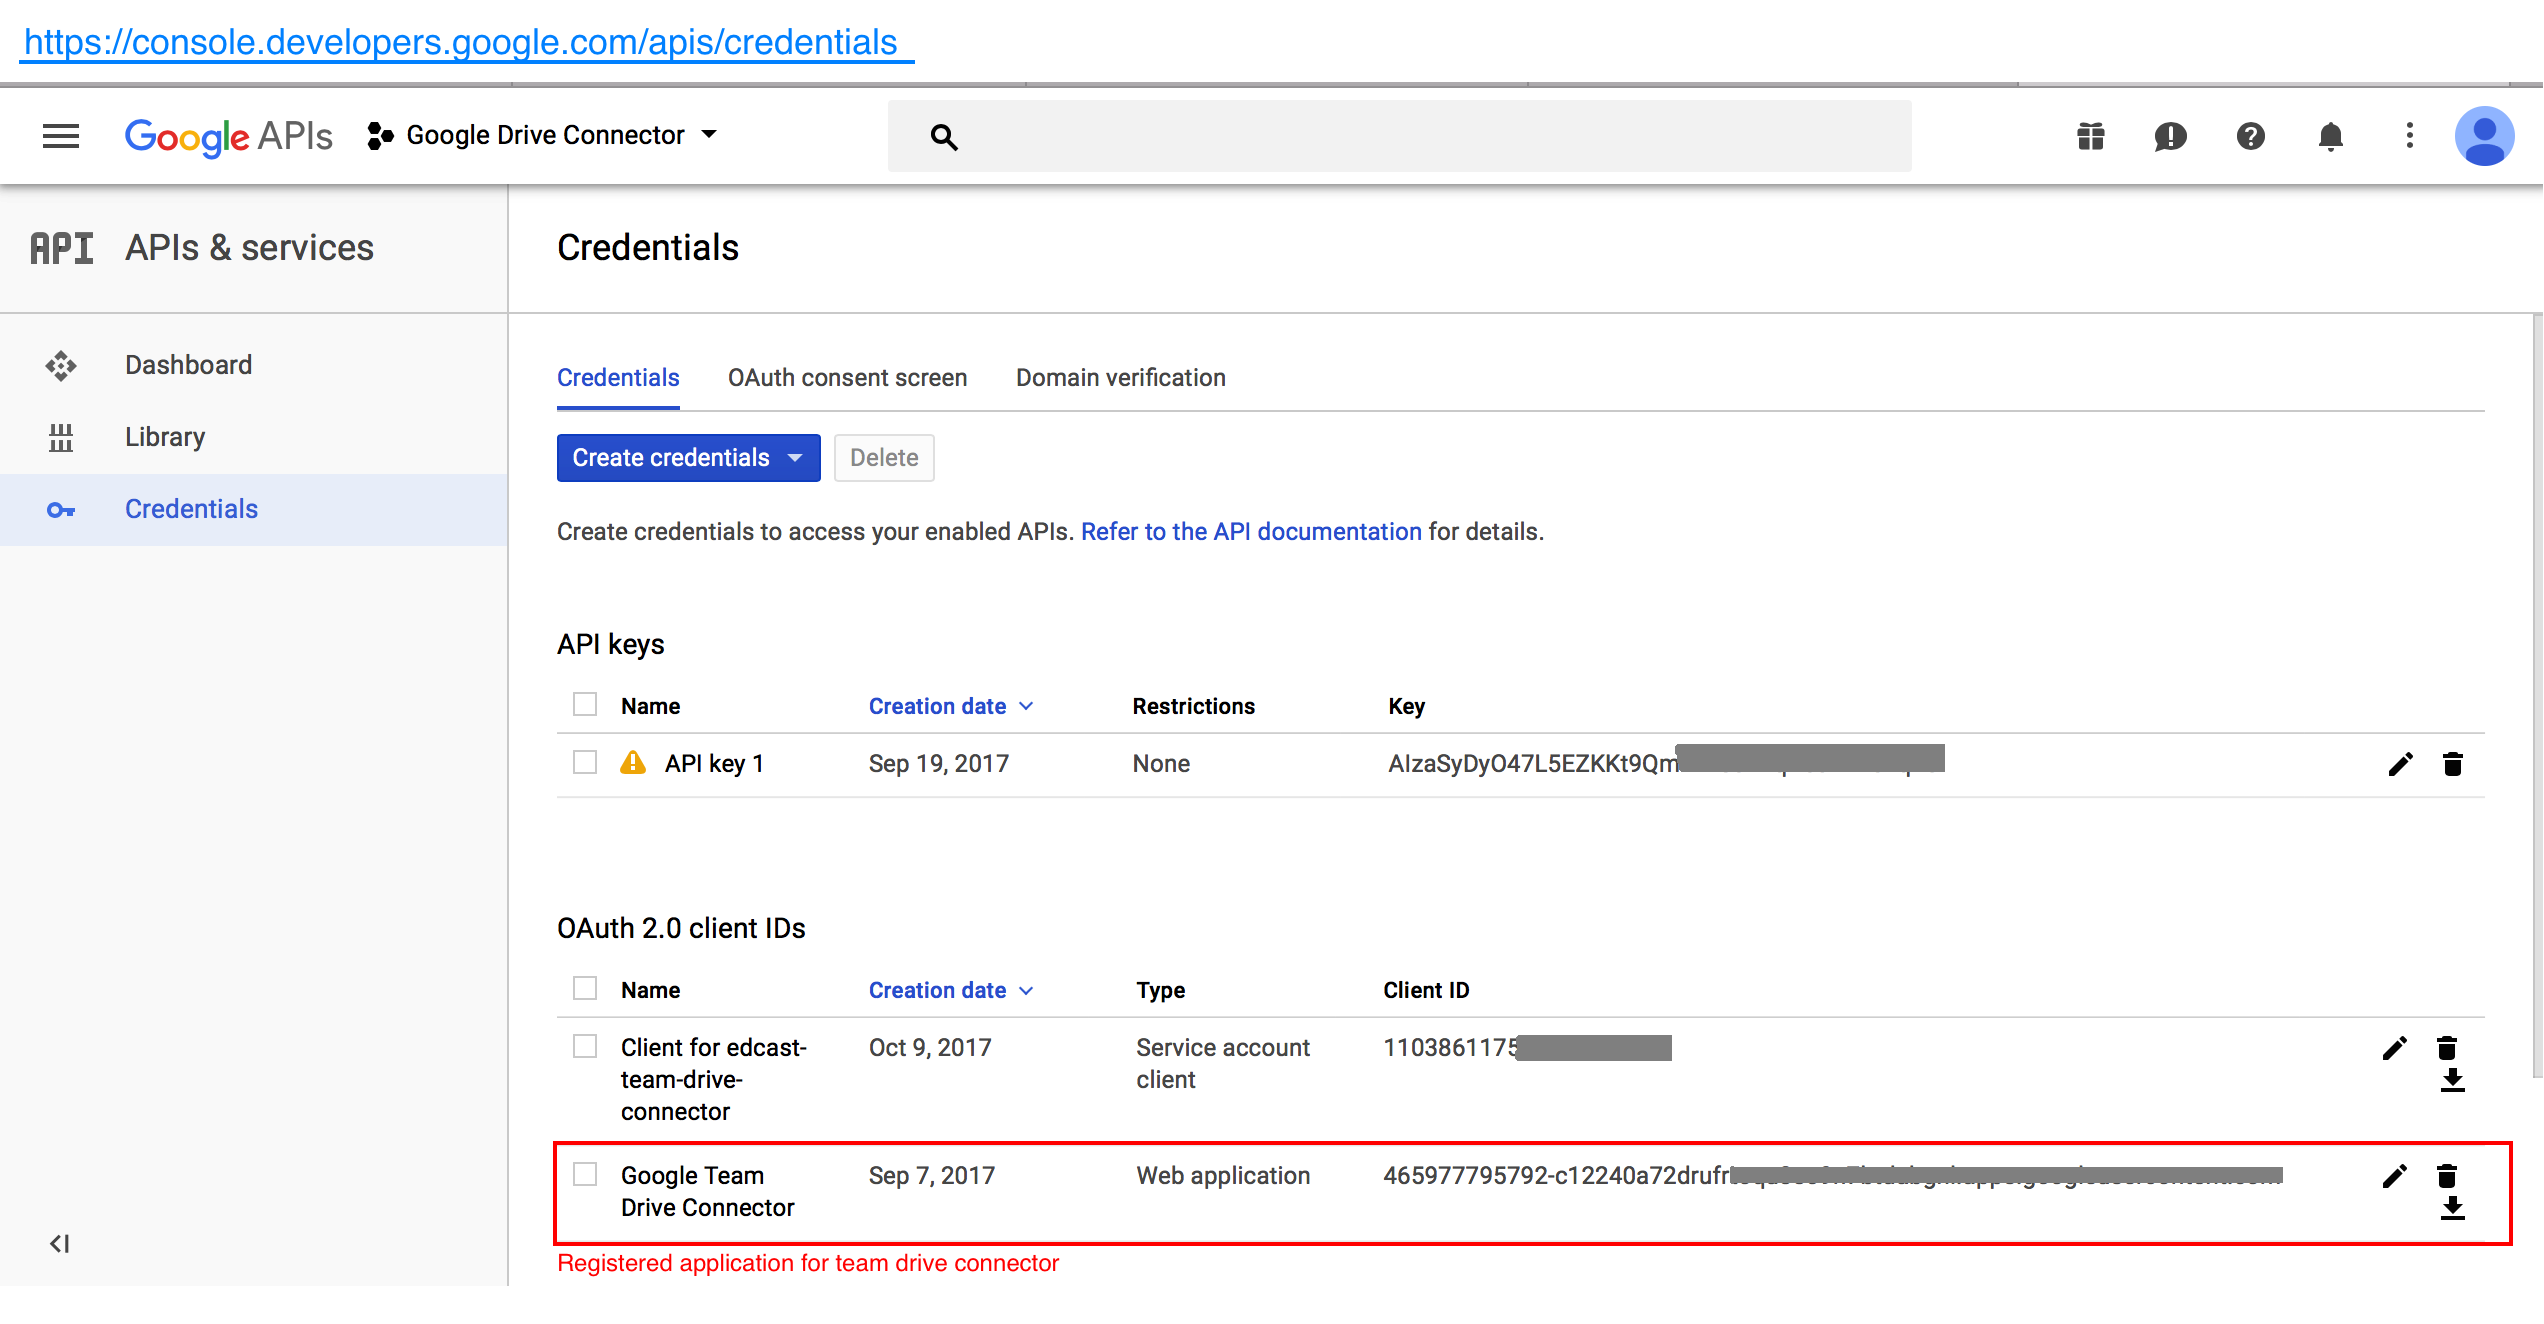 https://console.developers.google.com/apis/credentials
Google APIs Google Drive Connector
API APIs & services Credentials
Dashboard
Library
Credentials
Credentials OAuth consent screen Domain verification
Create credentials Delete
Create credentials to access your enabled APIs. Refer to the API documentation for details.
API keys
Name Creation date Restrictions Key
API key 1 Sep 19, 2017 None AIzaSyDyO47L5EZKKt9Qm
OAuth 2.0 client IDs
Name Creation date Type Client ID
Client for edcast- Oct 9, 2017 Service account 1103861175
team-drive- client
connector
Google Team Sep 7, 2017 Web application 465977795792-c12240a72drufr
Drive Connector
Registered application for team drive connector